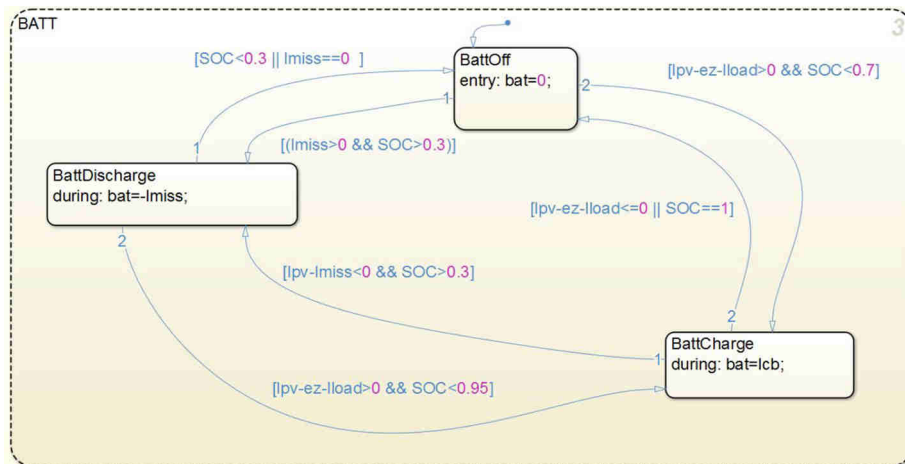 BATT
3
[SOC<0.3 || Imiss==0 ]
BattOff
entry: bat=0;
[Ipv-ez-Iload>0 && SOC<0.7]
2
1
[(Imiss>0 && SOC>0.3)]
1
BattDischarge
during: bat=-Imiss;
[Ipv-ez-Iload<=0 || SOC==1]
2
[Ipv-Imiss<0 && SOC>0.3]
2
BattCharge
during: bat=Icb;
1
[Ipv-ez-Iload>0 && SOC<0.95]